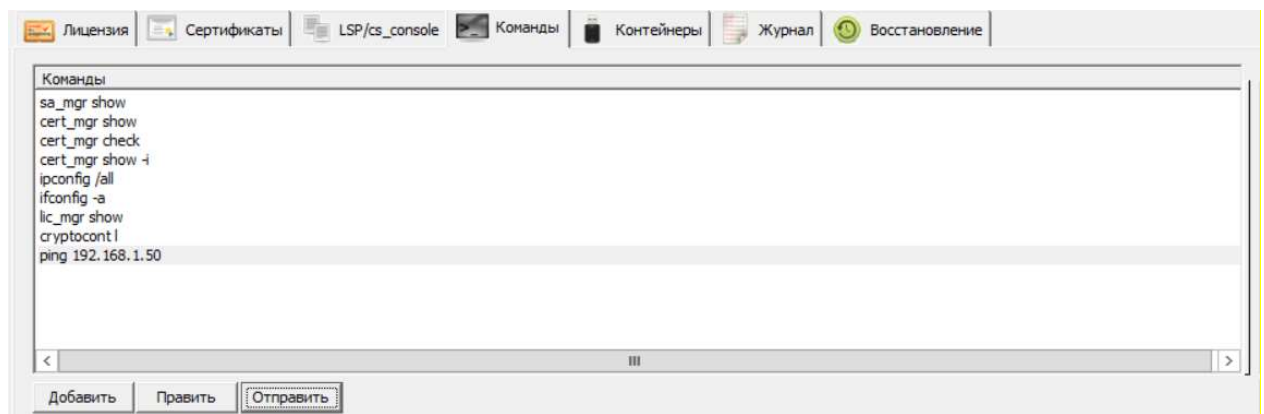 Лицензия Сертификаты LSP/cs_console Команды Контейнеры Журнал Восстановление
Команды
sa_mgr show
cert_mgr show
cert_mgr check
cert_mgr show -i
ipconfig /all
ifconfig -a
lic_mgr show
cryptocont l
ping 192.168.1.50
Добавить Править Отправить